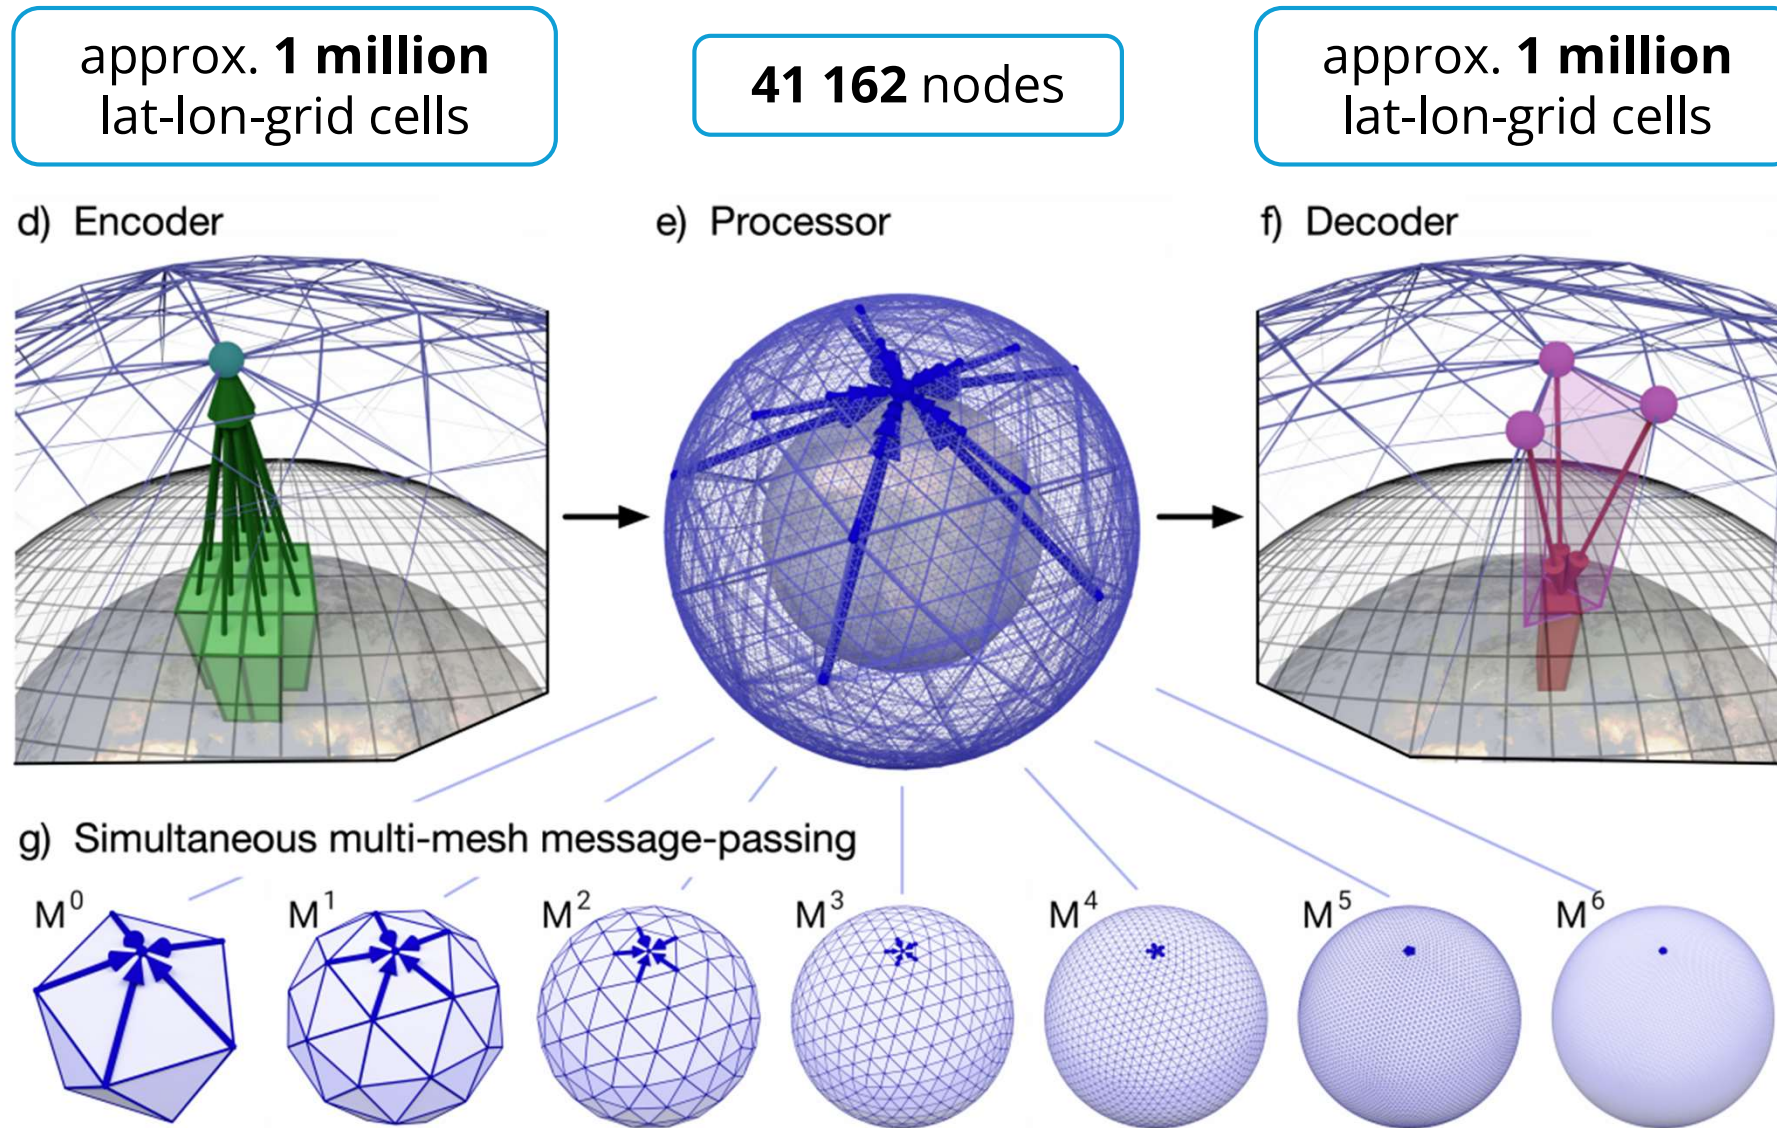 approx. 1 million
lat-lon-grid cells
41 162 nodes
approx. 1 million
lat-lon-grid cells
d) Encoder
e) Processor
f) Decoder
g) Simultaneous multi-mesh message-passing
M⁰
M¹
M²
M³
M⁴
M⁵
M⁶